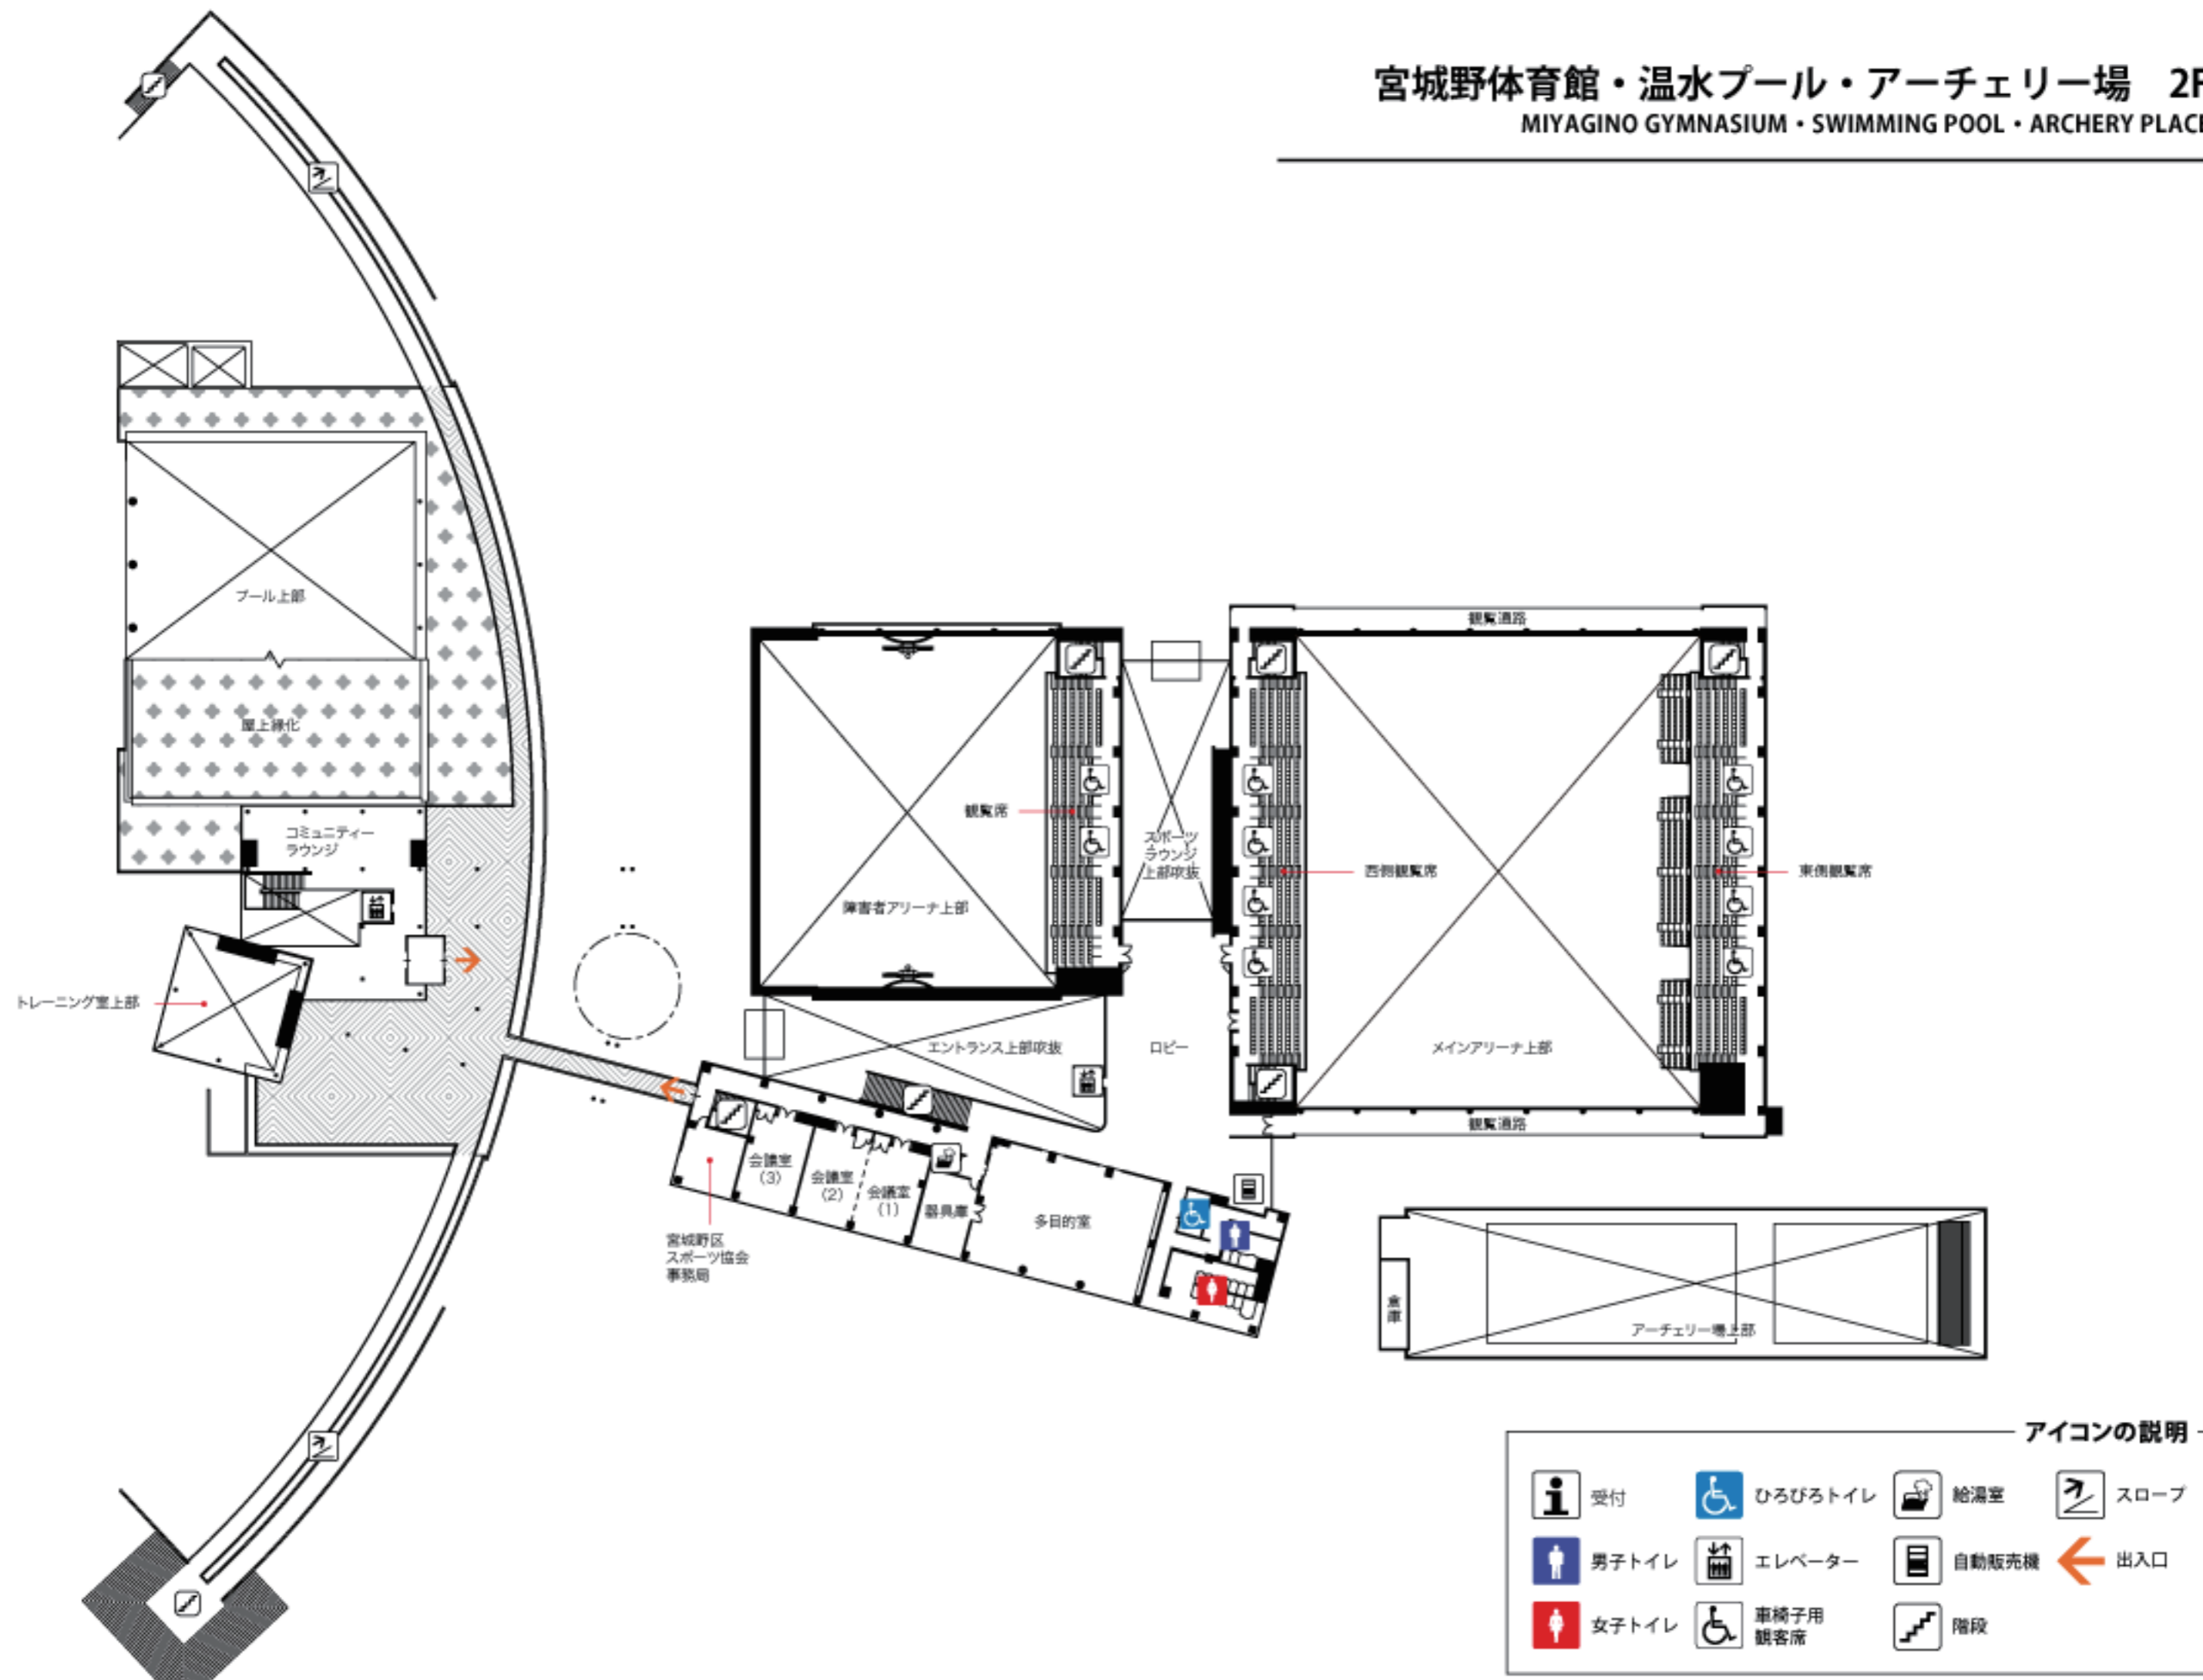 宮城野体育館・温水プール・アーチェリー場　2F
MIYAGINO GYMNASIUM・SWIMMING POOL・ARCHERY PLACE
プール上部
屋上緑化
コミュニティー
ラウンジ
トレーニング室上部
観覧席
障害者アリーナ上部
スポーツ
ラウンジ
上部吹抜
観覧通路
西側観覧席
東側観覧席
エントランス上部吹抜
ロビー
メインアリーナ上部
観覧通路
会議室
(3)
会議室
(2)
会議室
(1)
器具庫
多目的室
宮城野区
スポーツ協会
事務局
倉庫
アーチェリー場上部
アイコンの説明
受付
ひろびろトイレ
給湯室
スロープ
男子トイレ
エレベーター
自動販売機
出入口
女子トイレ
車椅子用
観客席
階段